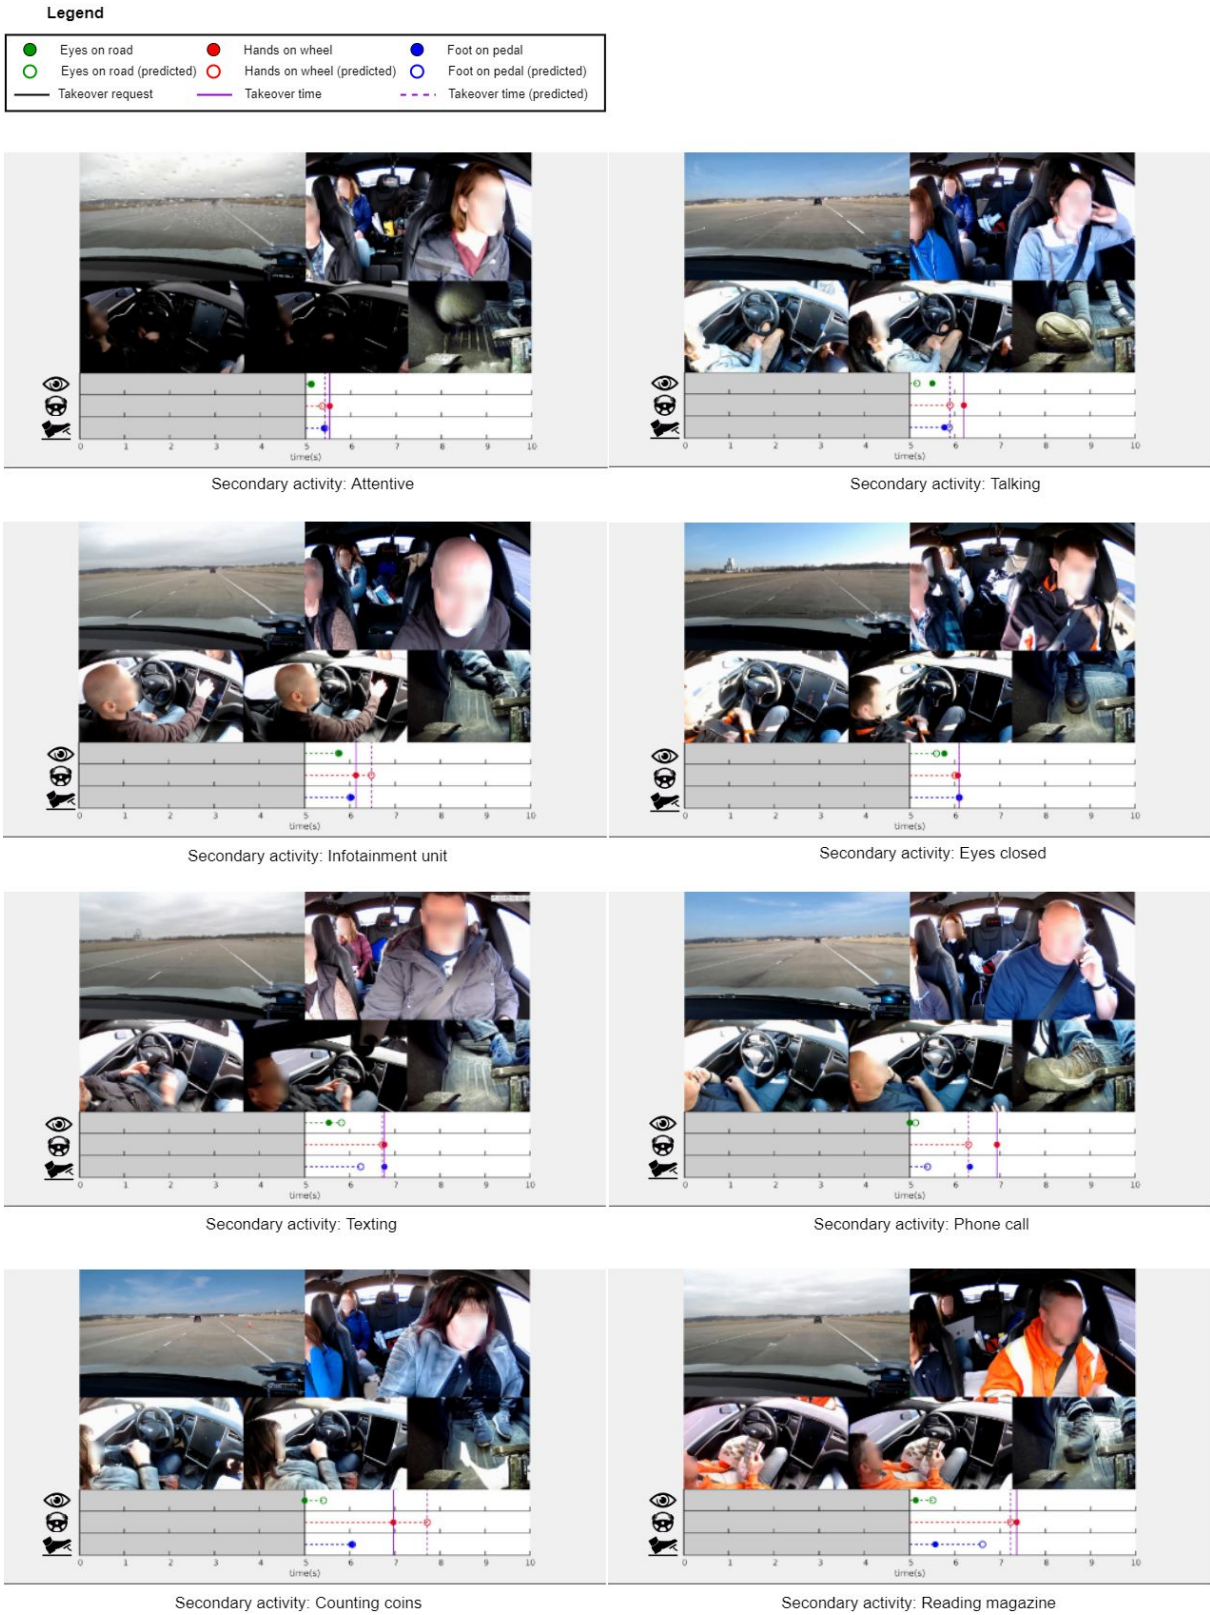 Legend
Eyes on road Hands on wheel Foot on pedal
Eyes on road (predicted) Hands on wheel (predicted) Foot on pedal (predicted)
Takeover request Takeover time Takeover time (predicted)
0 1 2 3 4 5 6 7 8 9 10
time(s)
Secondary activity: Attentive
0 1 2 3 4 5 6 7 8 9 10
time(s)
Secondary activity: Talking
0 1 2 3 4 5 6 7 8 9 10
time(s)
Secondary activity: Infotainment unit
0 1 2 3 4 5 6 7 8 9 10
time(s)
Secondary activity: Eyes closed
0 1 2 3 4 5 6 7 8 9 10
time(s)
Secondary activity: Texting
0 1 2 3 4 5 6 7 8 9 10
time(s)
Secondary activity: Phone call
0 1 2 3 4 5 6 7 8 9 10
time(s)
Secondary activity: Counting coins
0 1 2 3 4 5 6 7 8 9 10
time(s)
Secondary activity: Reading magazine